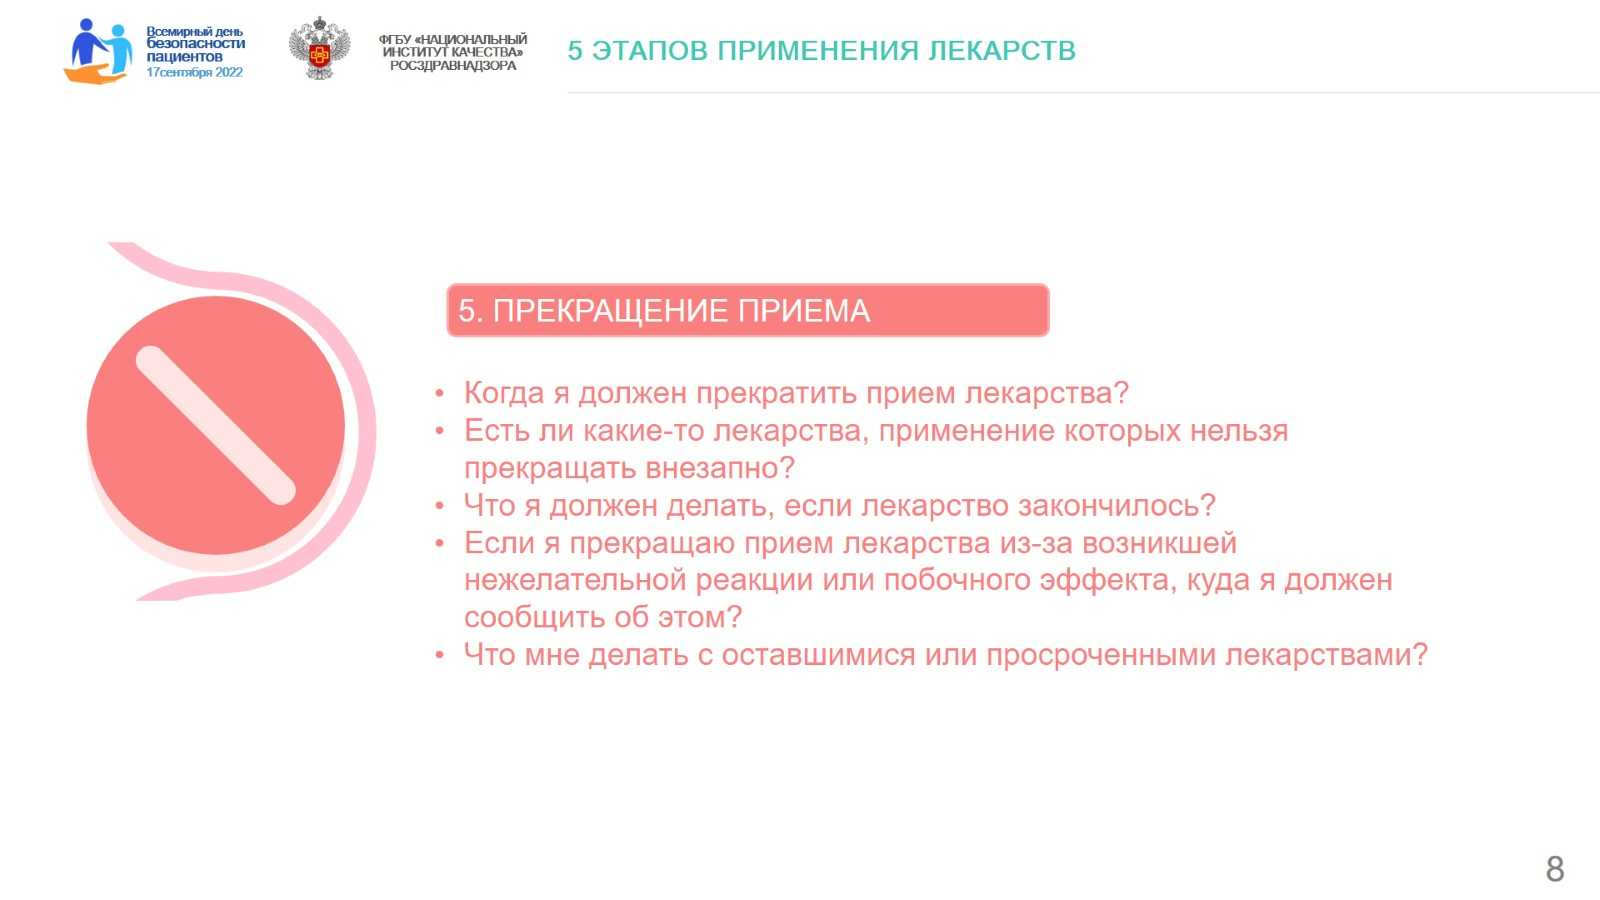 Всемирный день
безопасности
пациентов
17сентября 2022
ФГБУ «НАЦИОНАЛЬНЫЙ
ИНСТИТУТ КАЧЕСТВА»
РОСЗДРАВНАДЗОРА
5 ЭТАПОВ ПРИМЕНЕНИЯ ЛЕКАРСТВ
5. ПРЕКРАЩЕНИЕ ПРИЕМА
• Когда я должен прекратить прием лекарства?
• Есть ли какие-то лекарства, применение которых нельзя
прекращать внезапно?
• Что я должен делать, если лекарство закончилось?
• Если я прекращаю прием лекарства из-за возникшей
нежелательной реакции или побочного эффекта, куда я должен
сообщить об этом?
• Что мне делать с оставшимися или просроченными лекарствами?
8